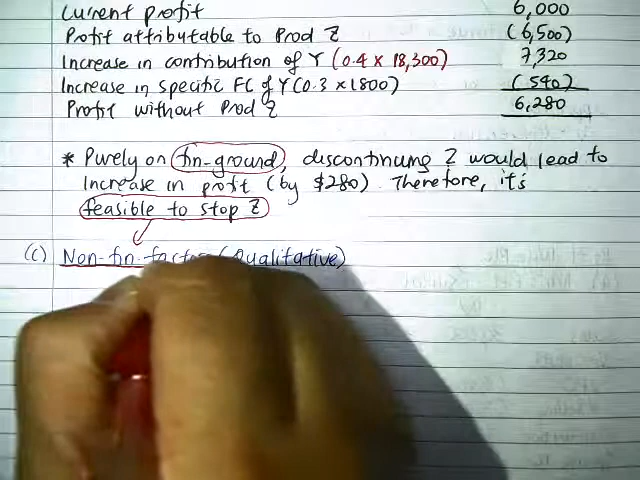 Current profit 6,000
Profit attributable to Prod Z (6,500)
Increase in contribution of Y (0.4 x 18,300) 7,320
Increase in specific FC of Y (0.3 x 1800) (540)
Profit without Prod Z 6,280
* Purely on fin-ground, discontinuing Z would lead to
increase in profit (by $280). Therefore, it's
feasible to stop Z
(c) Non-fin factor (Qualitative)